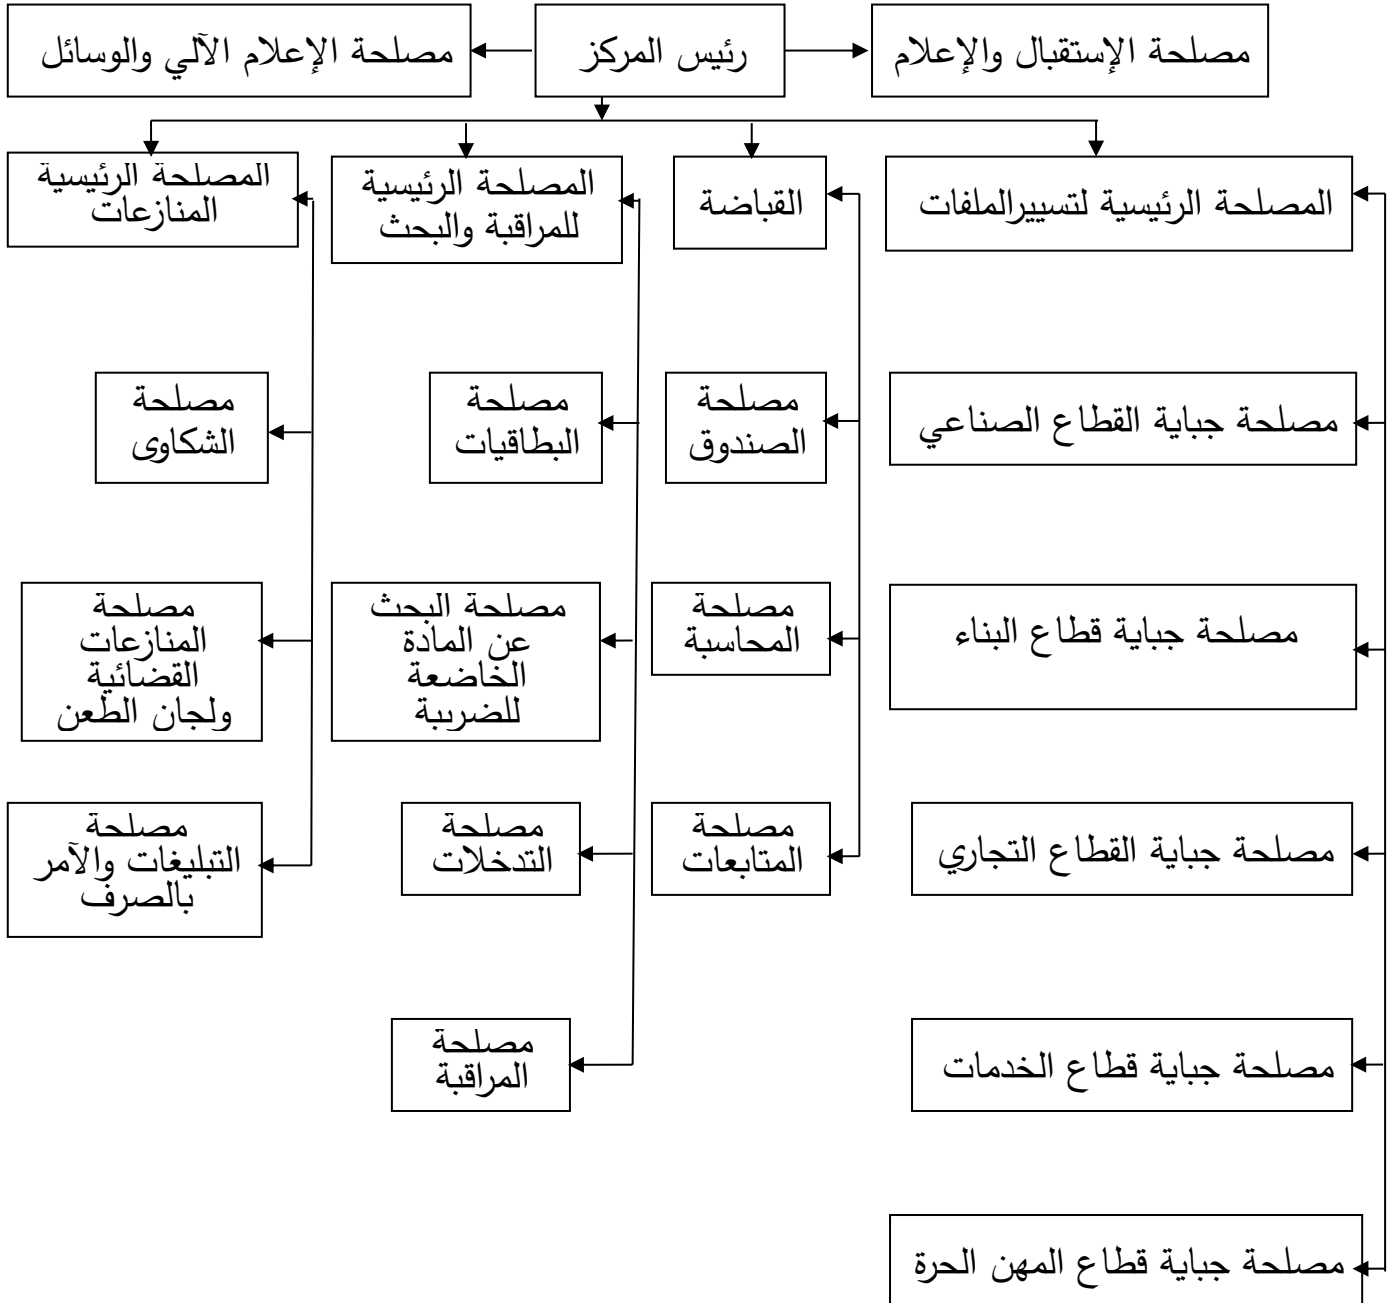 مصلحة الإستقبال والإعلام
رئيس المركز
مصلحة الإعلام الآلي والوسائل
المصلحة الرئيسية لتسييرالملفات
القباضة
المصلحة الرئيسية
للمراقبة والبحث
المصلحة الرئيسية
المنازعات
مصلحة جباية القطاع الصناعي
مصلحة
الصندوق
مصلحة
البطاقيات
مصلحة
الشكاوى
مصلحة جباية قطاع البناء
مصلحة
المحاسبة
مصلحة البحث
عن المادة
الخاضعة
للضريبة
مصلحة
المنازعات
القضائية
ولجان الطعن
مصلحة جباية القطاع التجاري
مصلحة
المتابعات
مصلحة
التدخلات
مصلحة
التبليغات والآمر
بالصرف
مصلحة جباية قطاع الخدمات
مصلحة
المراقبة
مصلحة جباية قطاع المهن الحرة